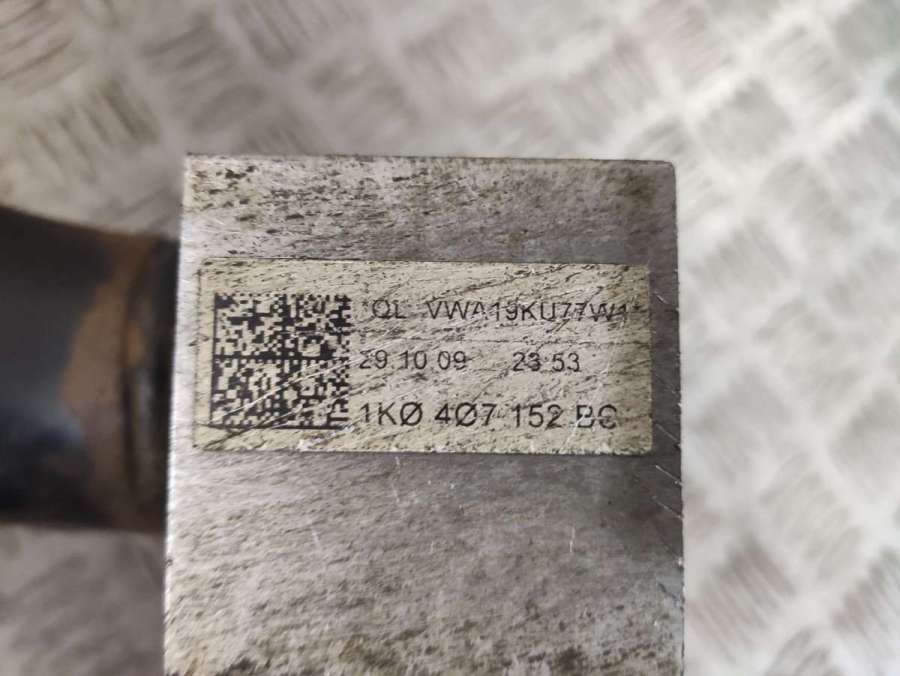 *QL VWA19KU77W1*
29.10.09 23:53
1KØ 4Ø7 152 BC